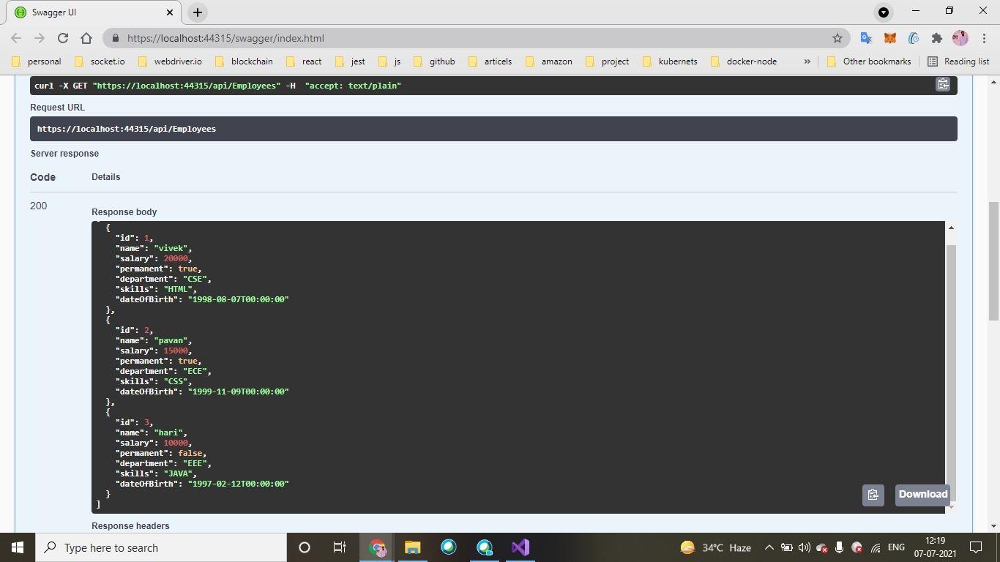 Swagger UI
https://localhost:44315/swagger/index.html
personal socket.io webdriver.io blockchain react jest js github articels amazon project kubernets docker-node » Other bookmarks Reading list
curl -X GET "https://localhost:44315/api/Employees" -H  "accept: text/plain"
Request URL
https://localhost:44315/api/Employees
Server response
Code Details
200
Response body
{
"id": 1,
"name": "vivek",
"salary": 20000,
"permanent": true,
"department": "CSE",
"skills": "HTML",
"dateOfBirth": "1998-08-07T00:00:00"
},
{
"id": 2,
"name": "pavan",
"salary": 15000,
"permanent": true,
"department": "ECE",
"skills": "CSS",
"dateOfBirth": "1999-11-09T00:00:00"
},
{
"id": 3,
"name": "hari",
"salary": 10000,
"permanent": false,
"department": "EEE",
"skills": "JAVA",
"dateOfBirth": "1997-02-12T00:00:00"
}
]
Download
Response headers
Type here to search
34°C Haze
ENG
12:19
07-07-2021